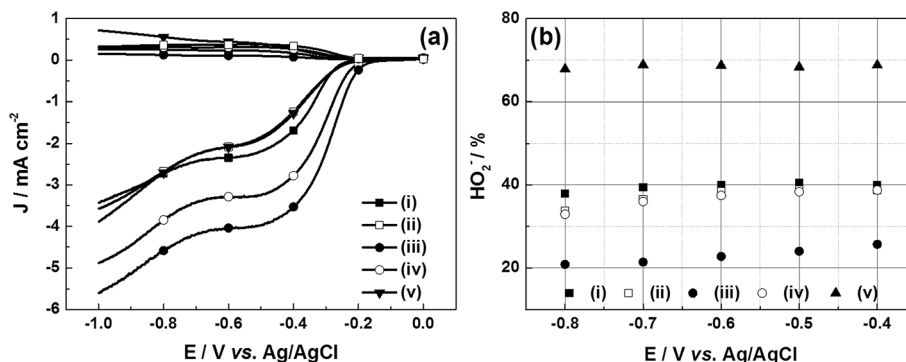 (a)
1
0
-1
-2
-3
-4
-5
-6
J / mA cm⁻²
(i)
(ii)
(iii)
(iv)
(v)
-1.0 -0.8 -0.6 -0.4 -0.2 0.0
E / V vs. Ag/AgCl
(b)
80
60
40
20
HO₂⁻ / %
(i) (ii) (iii) (iv) (v)
-0.8 -0.7 -0.6 -0.5 -0.4
E / V vs. Ag/AgCl